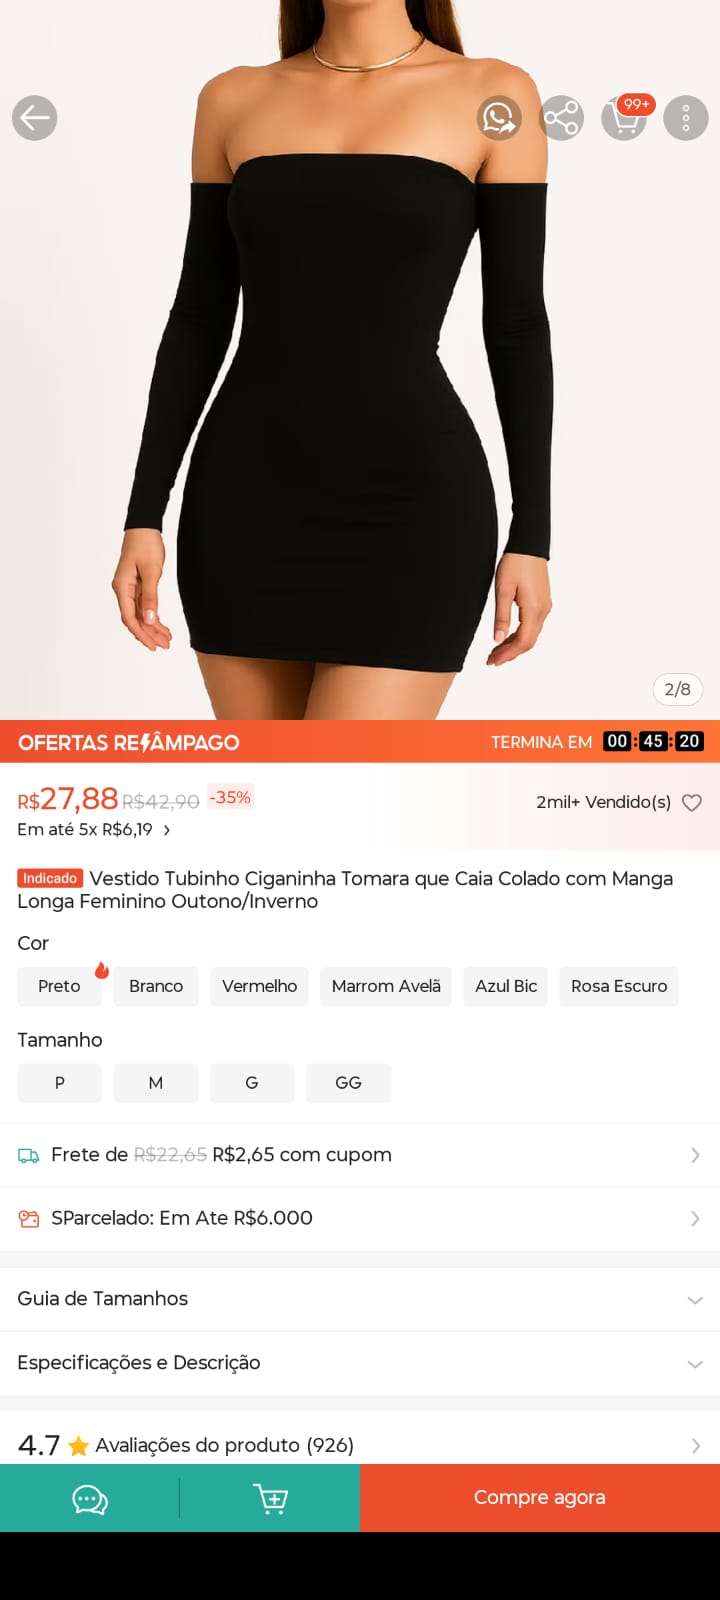 99+
2/8
OFERTAS RELÂMPAGO
TERMINA EM 00:45:20
R$27,88 R$42,90 -35%
2mil+ Vendido(s)
Em até 5x R$6,19
Indicado Vestido Tubinho Ciganinha Tomara que Caia Colado com Manga
Longa Feminino Outono/Inverno
Cor
Preto Branco Vermelho Marrom Avelã Azul Bic Rosa Escuro
Tamanho
P M G GG
Frete de R$22,65 R$2,65 com cupom
SParcelado: Em Ate R$6.000
Guia de Tamanhos
Especificações e Descrição
4.7 Avaliações do produto (926)
Compre agora